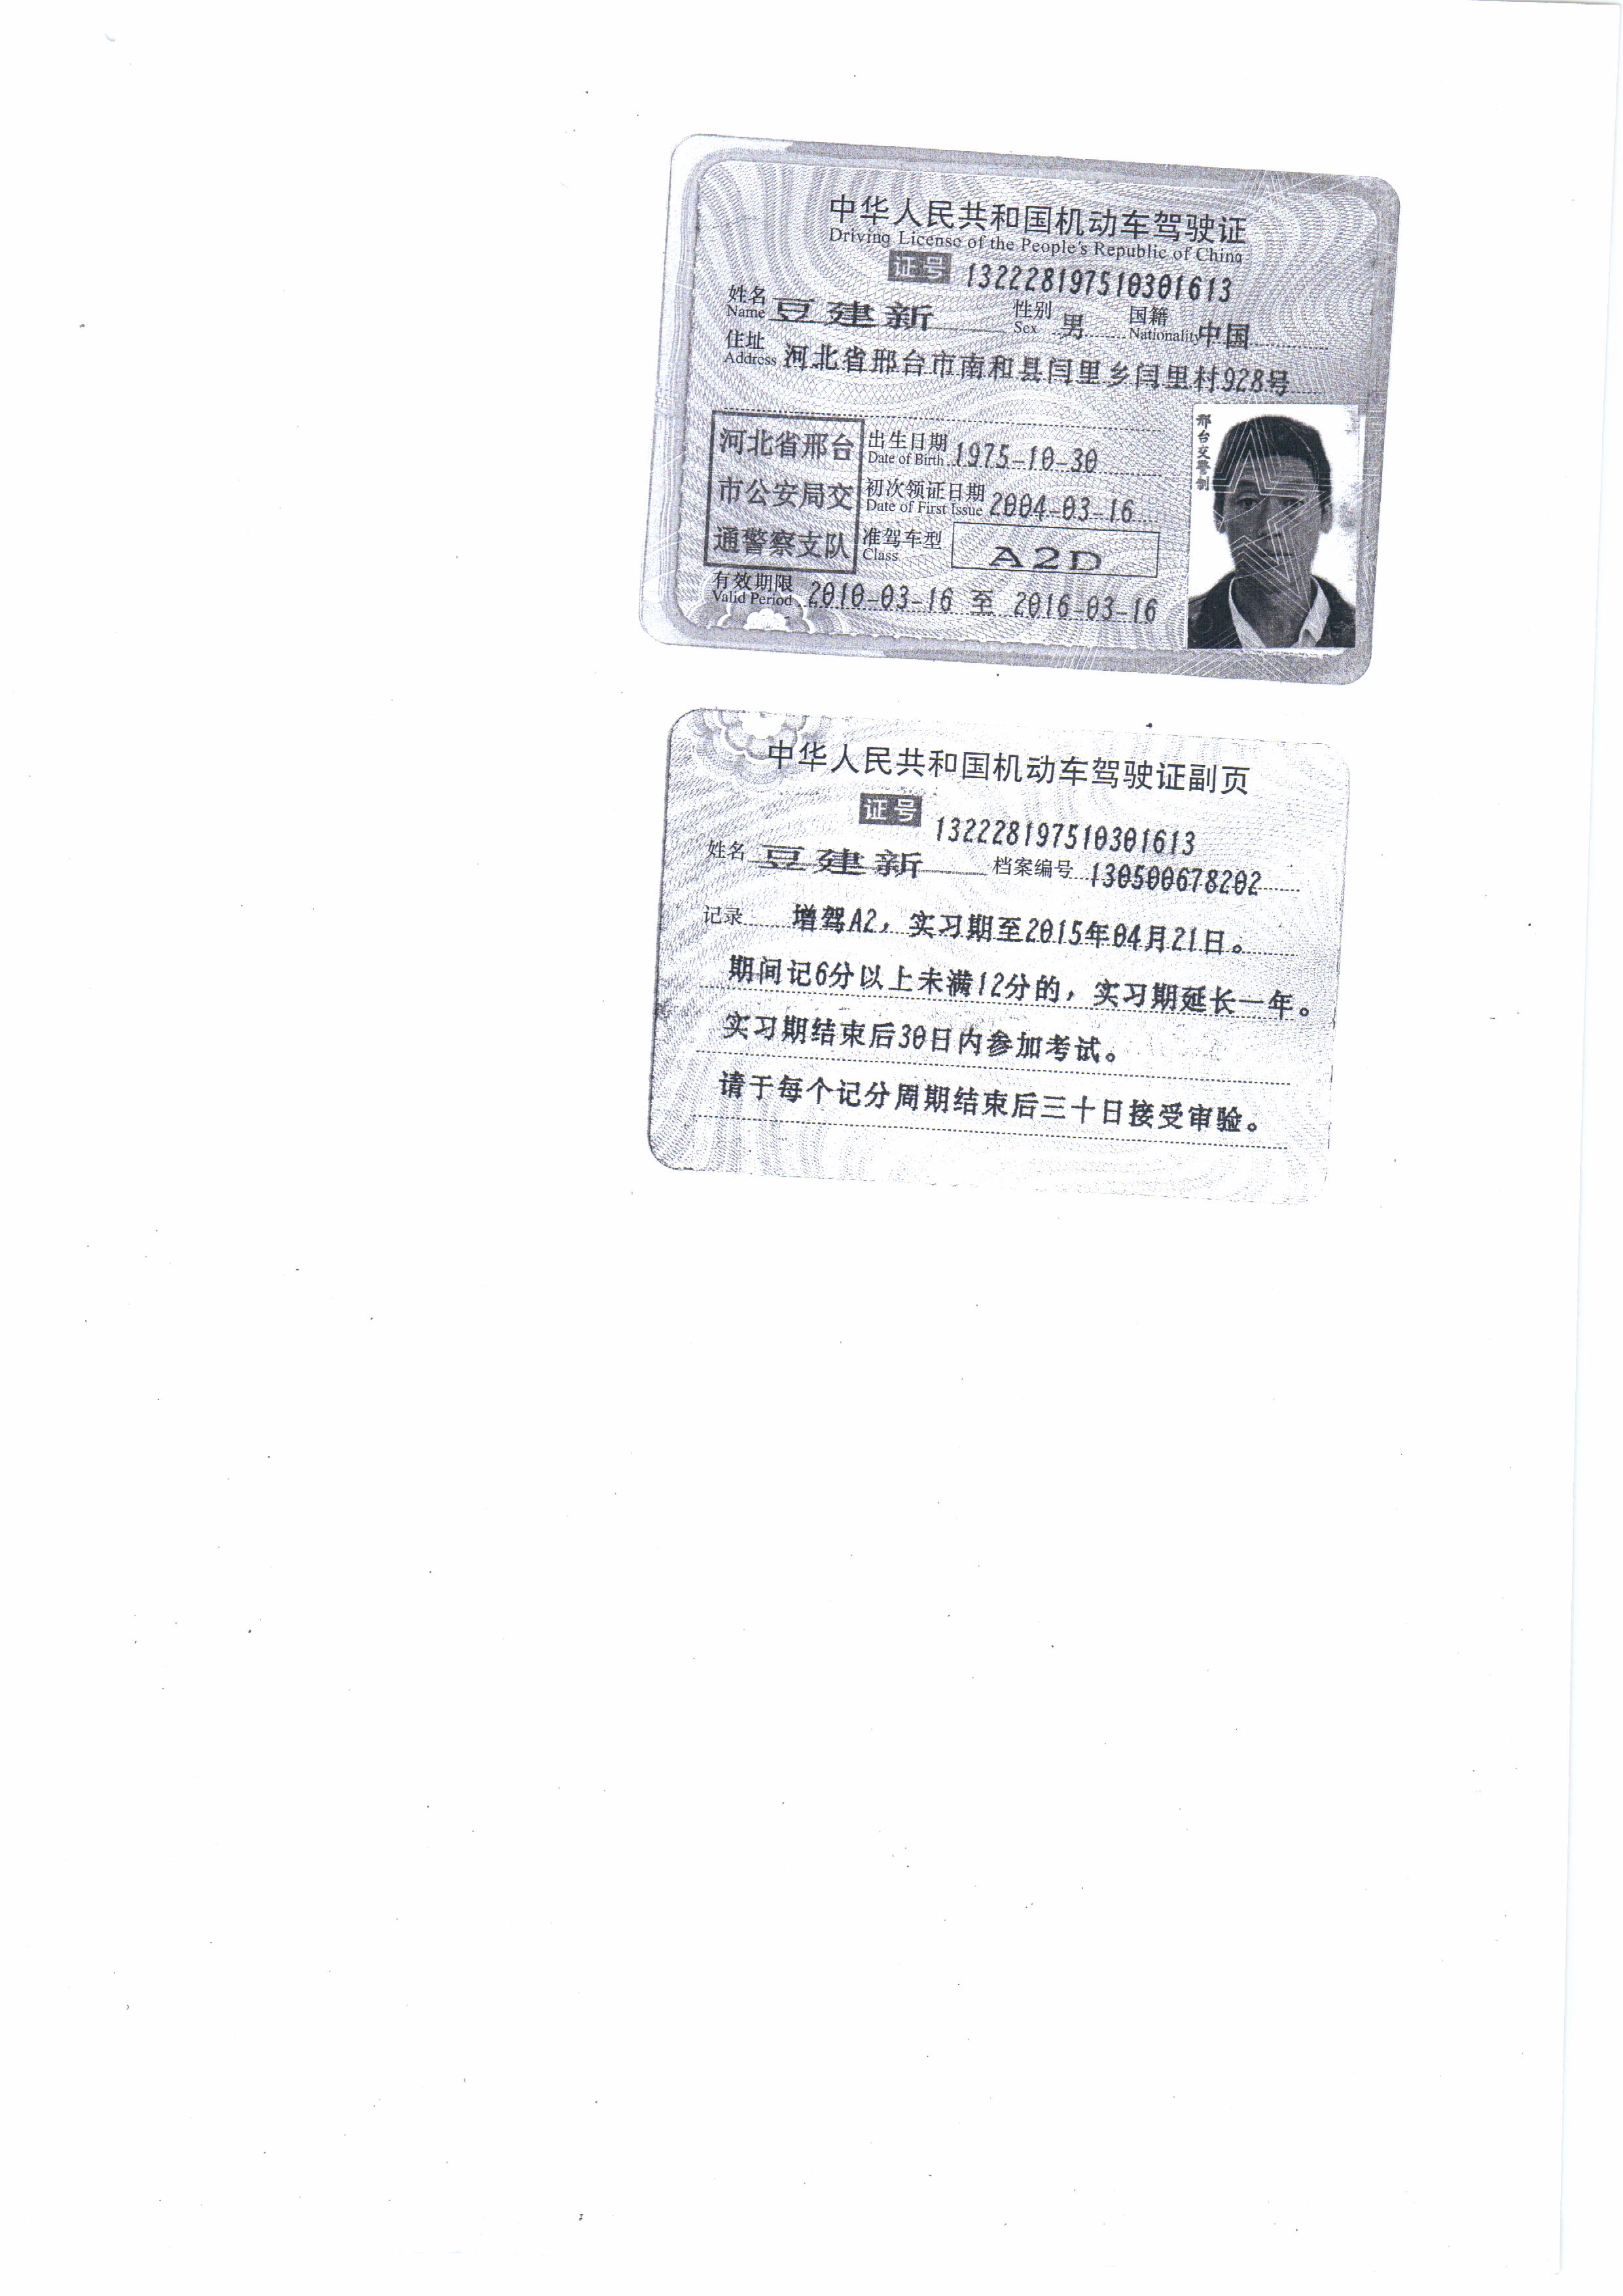 中华人民共和国机动车驾驶证
Driving License of the People's Republic of China
证号 132228197510301613
姓名 Name 豆建新 性别 Sex 男 国籍 Nationality 中国
住址 Address 河北省邢台市南和县闫里乡闫里村928号
河北省邢台
市公安局交
通警察支队
出生日期 Date of Birth 1975-10-30
初次领证日期 Date of First Issue 2004-03-16
准驾车型 Class A2D
有效期限 Valid Period 2010-03-16 至 2016-03-16
邢台交警制
中华人民共和国机动车驾驶证副页
证号 132228197510301613
姓名 豆建新 档案编号 130500678202
记录 增驾A2,实习期至2015年04月21日。
期间记6分以上未满12分的,实习期延长一年。
实习期结束后30日内参加考试。
请于每个记分周期结束后三十日接受审验。